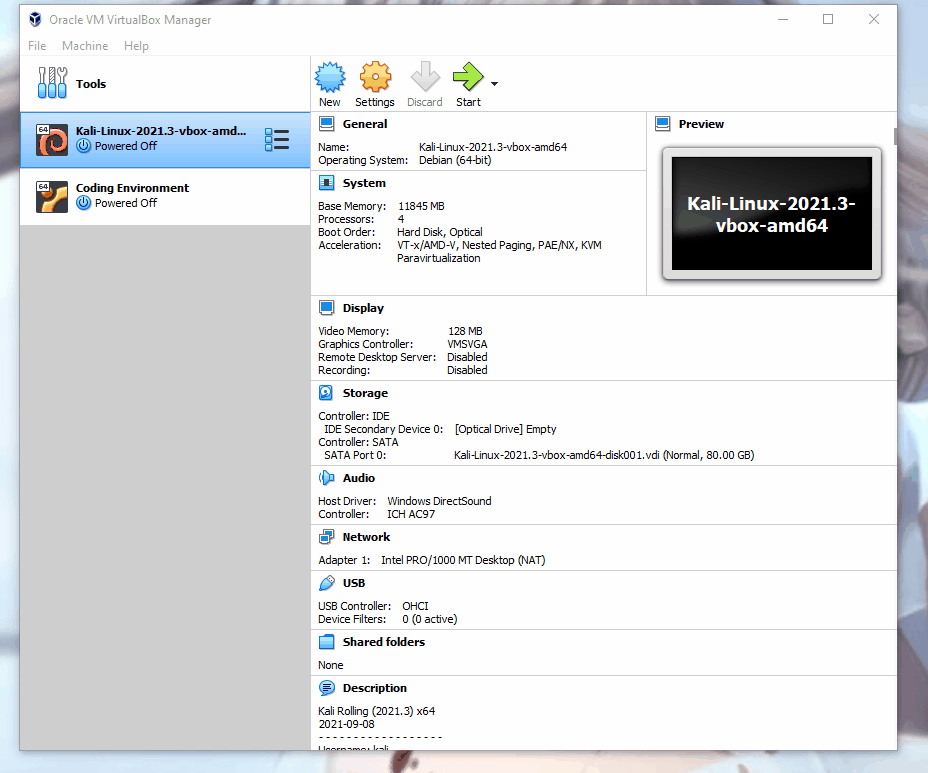 Oracle VM VirtualBox Manager
File Machine Help
Tools
64
Kali-Linux-2021.3-vbox-amd...
Powered Off
64
Coding Environment
Powered Off
New Settings Discard Start
General
Name: Kali-Linux-2021.3-vbox-amd64
Operating System: Debian (64-bit)
Preview
Kali-Linux-2021.3-
vbox-amd64
System
Base Memory: 11845 MB
Processors: 4
Boot Order: Hard Disk, Optical
Acceleration: VT-x/AMD-V, Nested Paging, PAE/NX, KVM
Paravirtualization
Display
Video Memory: 128 MB
Graphics Controller: VMSVGA
Remote Desktop Server: Disabled
Recording: Disabled
Storage
Controller: IDE
IDE Secondary Device 0: [Optical Drive] Empty
Controller: SATA
SATA Port 0: Kali-Linux-2021.3-vbox-amd64-disk001.vdi (Normal, 80.00 GB)
Audio
Host Driver: Windows DirectSound
Controller: ICH AC97
Network
Adapter 1: Intel PRO/1000 MT Desktop (NAT)
USB
USB Controller: OHCI
Device Filters: 0 (0 active)
Shared folders
None
Description
Kali Rolling (2021.3) x64
2021-09-08
- - - - - - - - - - - - - - - - - -
Username: kali